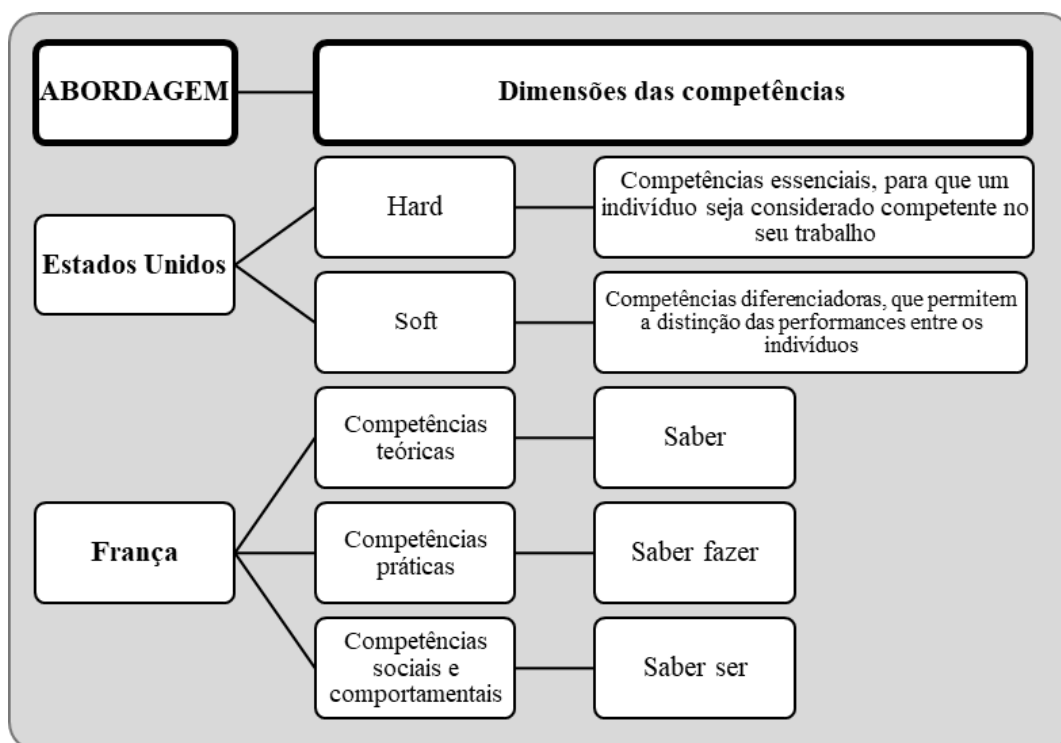 ABORDAGEM
Dimensões das competências
Estados Unidos
Hard
Competências essenciais, para que um
indivíduo seja considerado competente no
seu trabalho
Soft
Competências diferenciadoras, que permitem
a distinção das performances entre os
indivíduos
França
Competências
teóricas
Saber
Competências
práticas
Saber fazer
Competências
sociais e
comportamentais
Saber ser